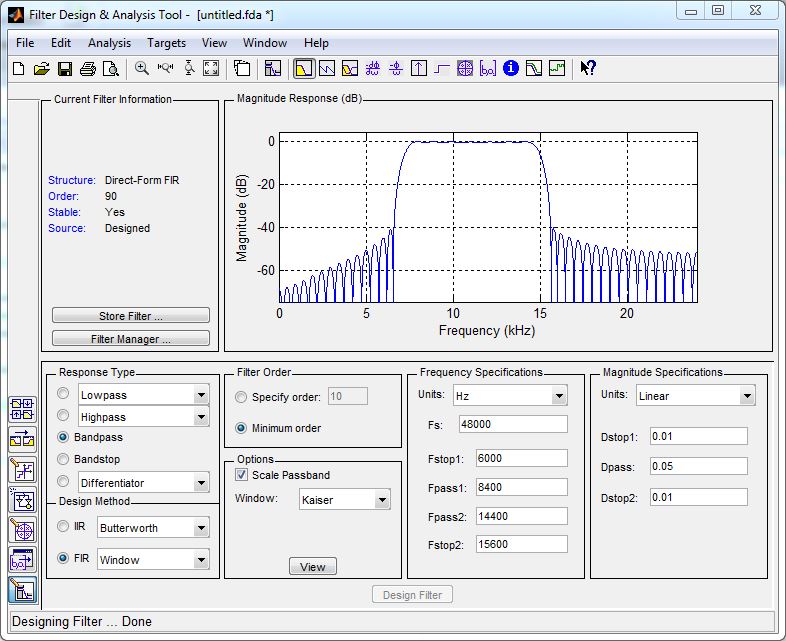 Filter Design & Analysis Tool - [untitled.fda *]
File Edit Analysis Targets View Window Help
Current Filter Information
Structure: Direct-Form FIR
Order: 90
Stable: Yes
Source: Designed
Store Filter ...
Filter Manager ...
Magnitude Response (dB)
Magnitude (dB)
0
-20
-40
-60
0 5 10 15 20
Frequency (kHz)
Response Type
Lowpass
Highpass
Bandpass
Bandstop
Differentiator
Design Method
IIR Butterworth
FIR Window
Filter Order
Specify order: 10
Minimum order
Options
Scale Passband
Window: Kaiser
View
Frequency Specifications
Units: Hz
Fs: 48000
Fstop1: 6000
Fpass1: 8400
Fpass2: 14400
Fstop2: 15600
Magnitude Specifications
Units: Linear
Dstop1: 0.01
Dpass: 0.05
Dstop2: 0.01
Design Filter
Designing Filter ... Done